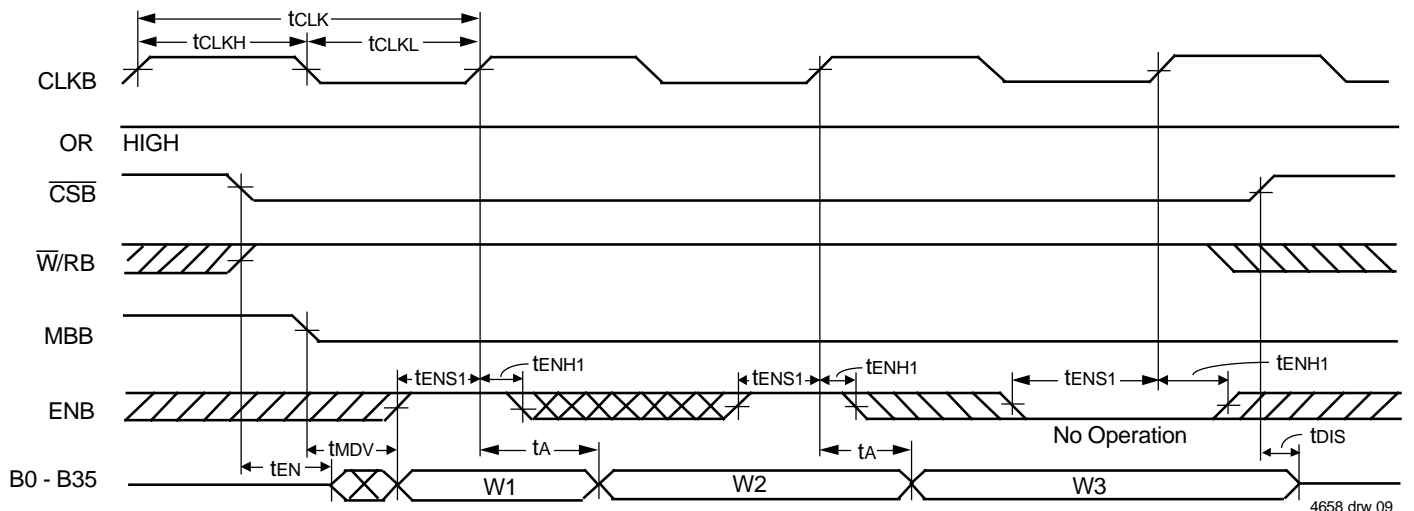 tCLK
tCLKH tCLKL
CLKB
OR HIGH
CSB
W/RB
MBB
tENS1 tENH1 tENS1 tENH1 tENS1 tENH1
ENB
No Operation
tMDV tA tA tDIS
tEN
B0 - B35 W1 W2 W3
4658 drw 09